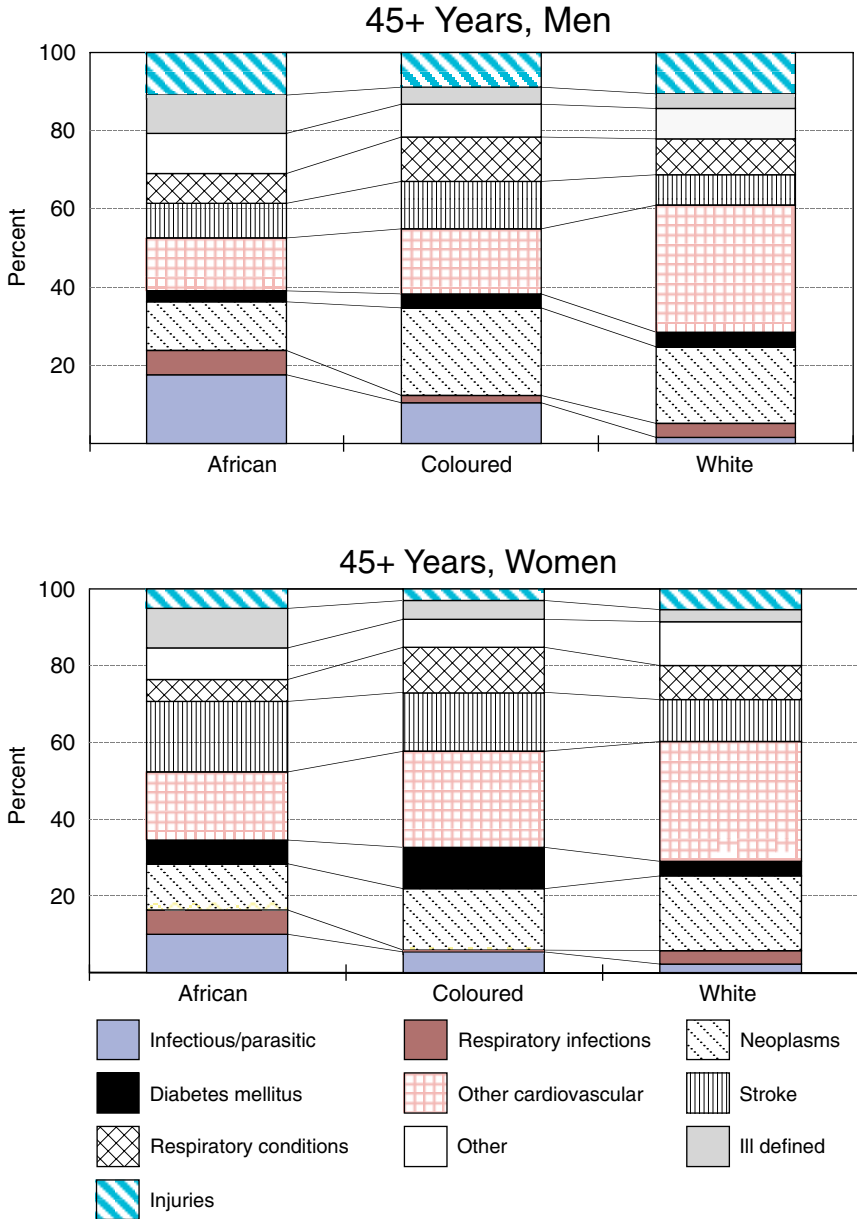 45+ Years, Men
100
80
60
40
20
Percent
African Coloured White
45+ Years, Women
100
80
60
40
20
Percent
African Coloured White
Infectious/parasitic Respiratory infections Neoplasms
Diabetes mellitus Other cardiovascular Stroke
Respiratory conditions Other Ill defined
Injuries